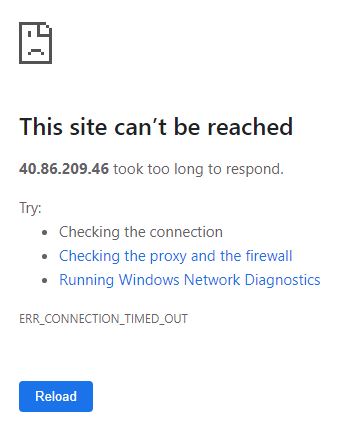 This site can’t be reached
40.86.209.46 took too long to respond.
Try:
• Checking the connection
• Checking the proxy and the firewall
• Running Windows Network Diagnostics
ERR_CONNECTION_TIMED_OUT
Reload